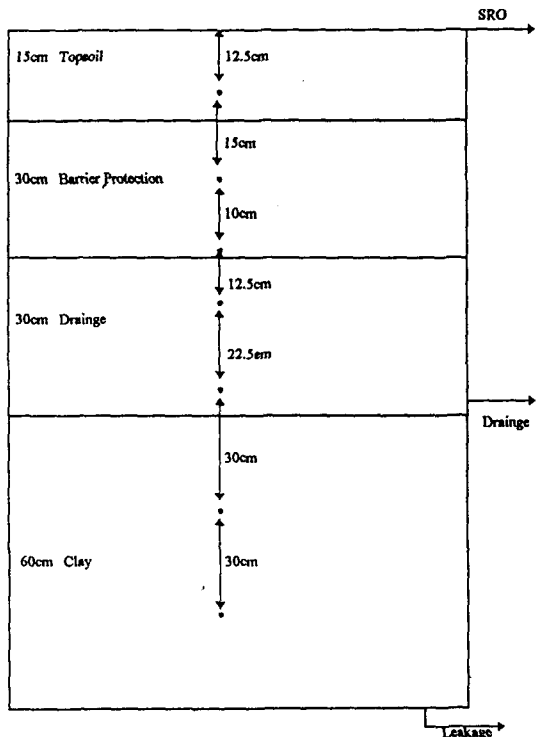 SRO
15cm Topsoil
12.5cm
15cm
30cm Barrier Protection
10cm
12.5cm
30cm Drainge
22.5cm
Drainge
30cm
60cm Clay
30cm
Leakage